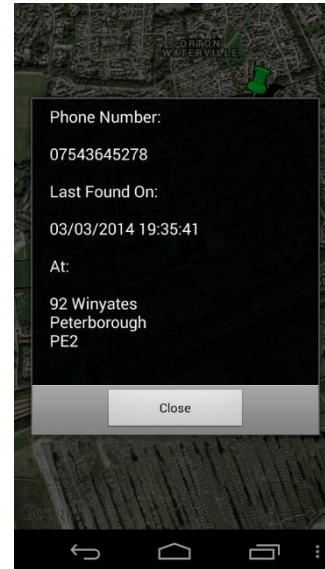 ORTON
WATERVILLE
Phone Number:
07543645278
Last Found On:
03/03/2014 19:35:41
At:
92 Winyates
Peterborough
PE2
Close
Google